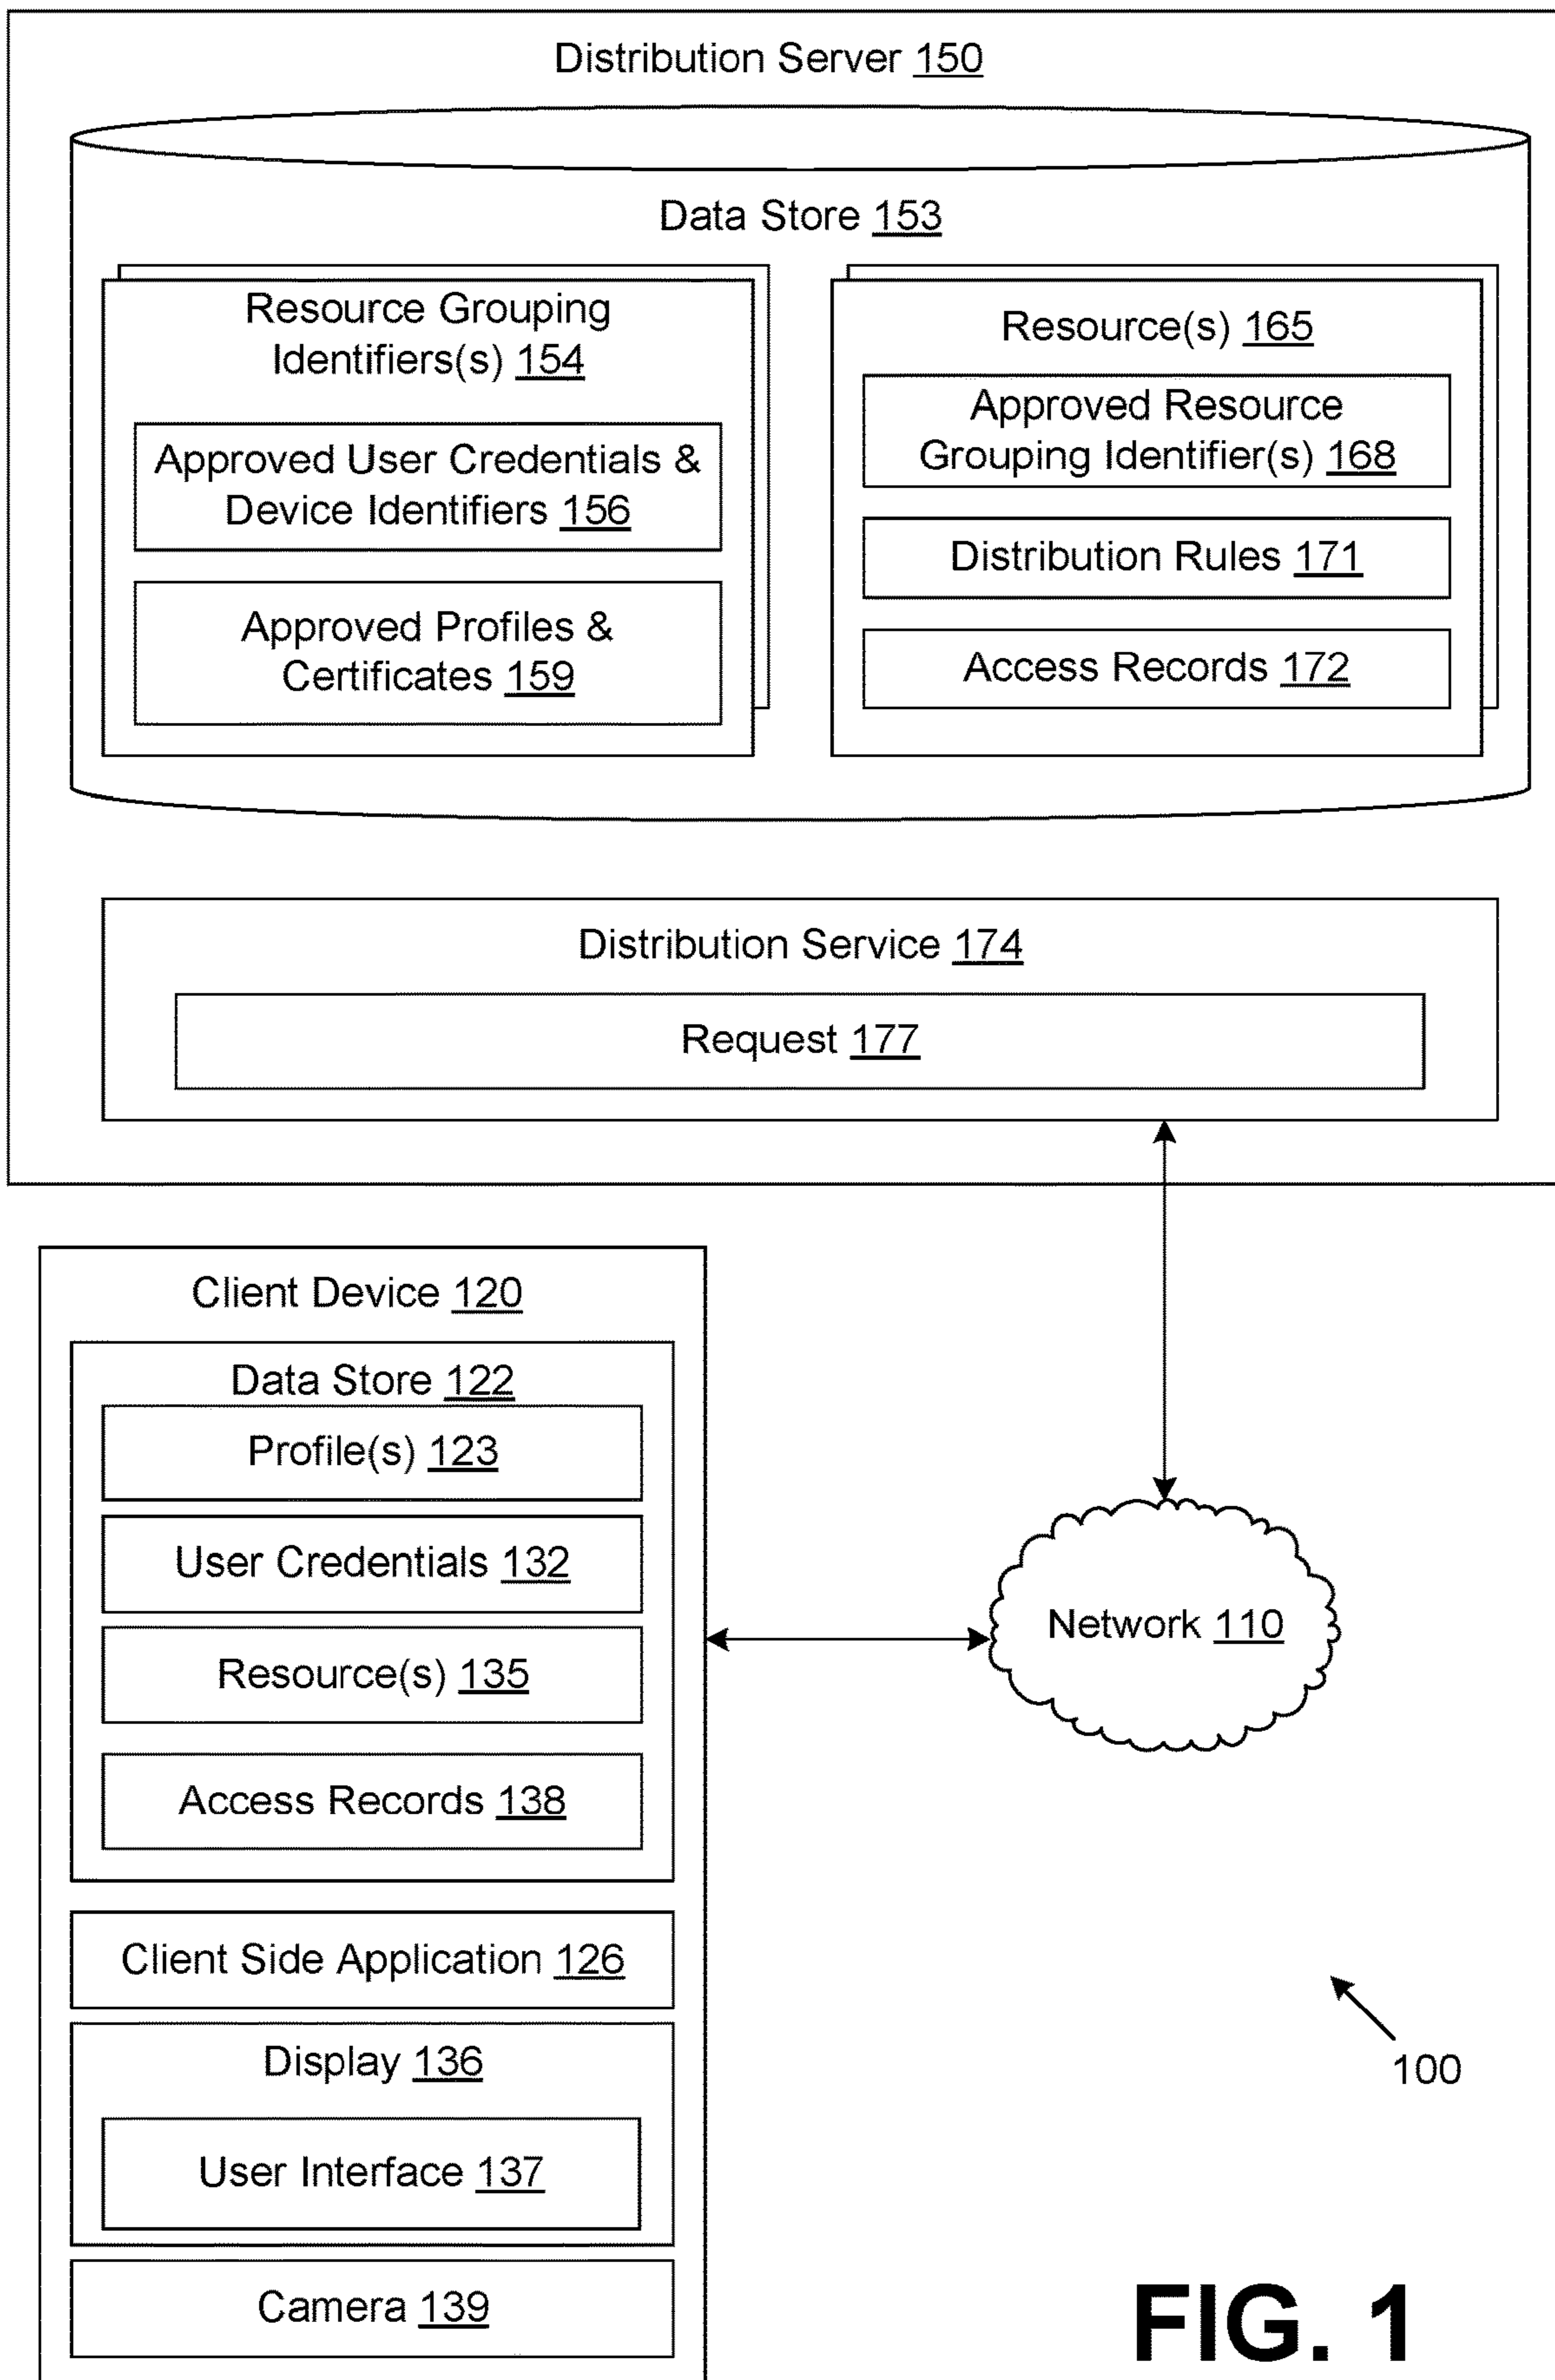 Distribution Server 150
Data Store 153
Resource Grouping
Identifiers(s) 154
Approved User Credentials &
Device Identifiers 156
Approved Profiles &
Certificates 159
Resource(s) 165
Approved Resource
Grouping Identifier(s) 168
Distribution Rules 171
Access Records 172
Distribution Service 174
Request 177
Client Device 120
Data Store 122
Profile(s) 123
User Credentials 132
Resource(s) 135
Access Records 138
Client Side Application 126
Display 136
User Interface 137
Camera 139
Network 110
100
FIG. 1